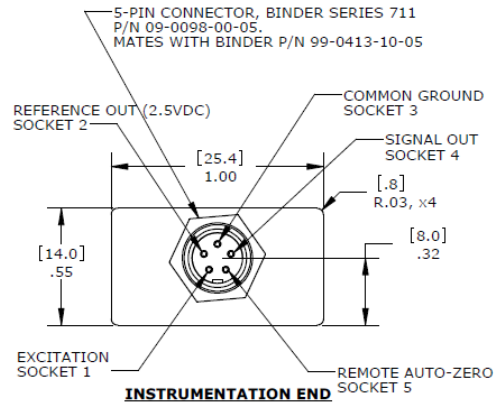 5-PIN CONNECTOR, BINDER SERIES 711
P/N 09-0098-00-05.
MATES WITH BINDER P/N 99-0413-10-05
REFERENCE OUT (2.5VDC)
SOCKET 2
COMMON GROUND
SOCKET 3
SIGNAL OUT
SOCKET 4
[25.4]
1.00
[.8]
R.03, x4
[14.0]
.55
[8.0]
.32
EXCITATION
SOCKET 1
REMOTE AUTO-ZERO
SOCKET 5
INSTRUMENTATION END